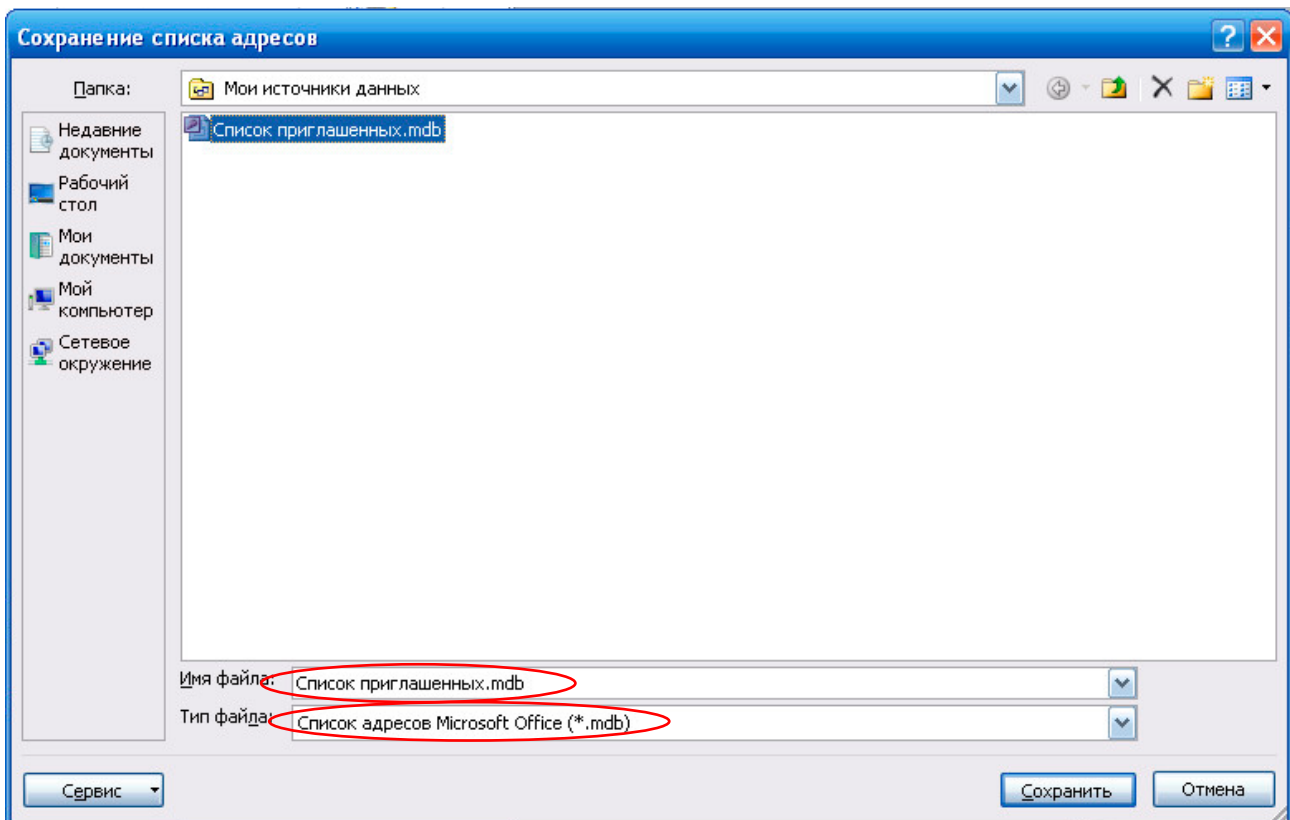 Сохранение списка адресов
Папка:
Мои источники данных
Недавние
документы
Рабочий
стол
Мои
документы
Мой
компьютер
Сетевое
окружение
Список приглашенных.mdb
Имя файла:
Список приглашенных.mdb
Тип файла:
Список адресов Microsoft Office (*.mdb)
Сервис
Сохранить
Отмена